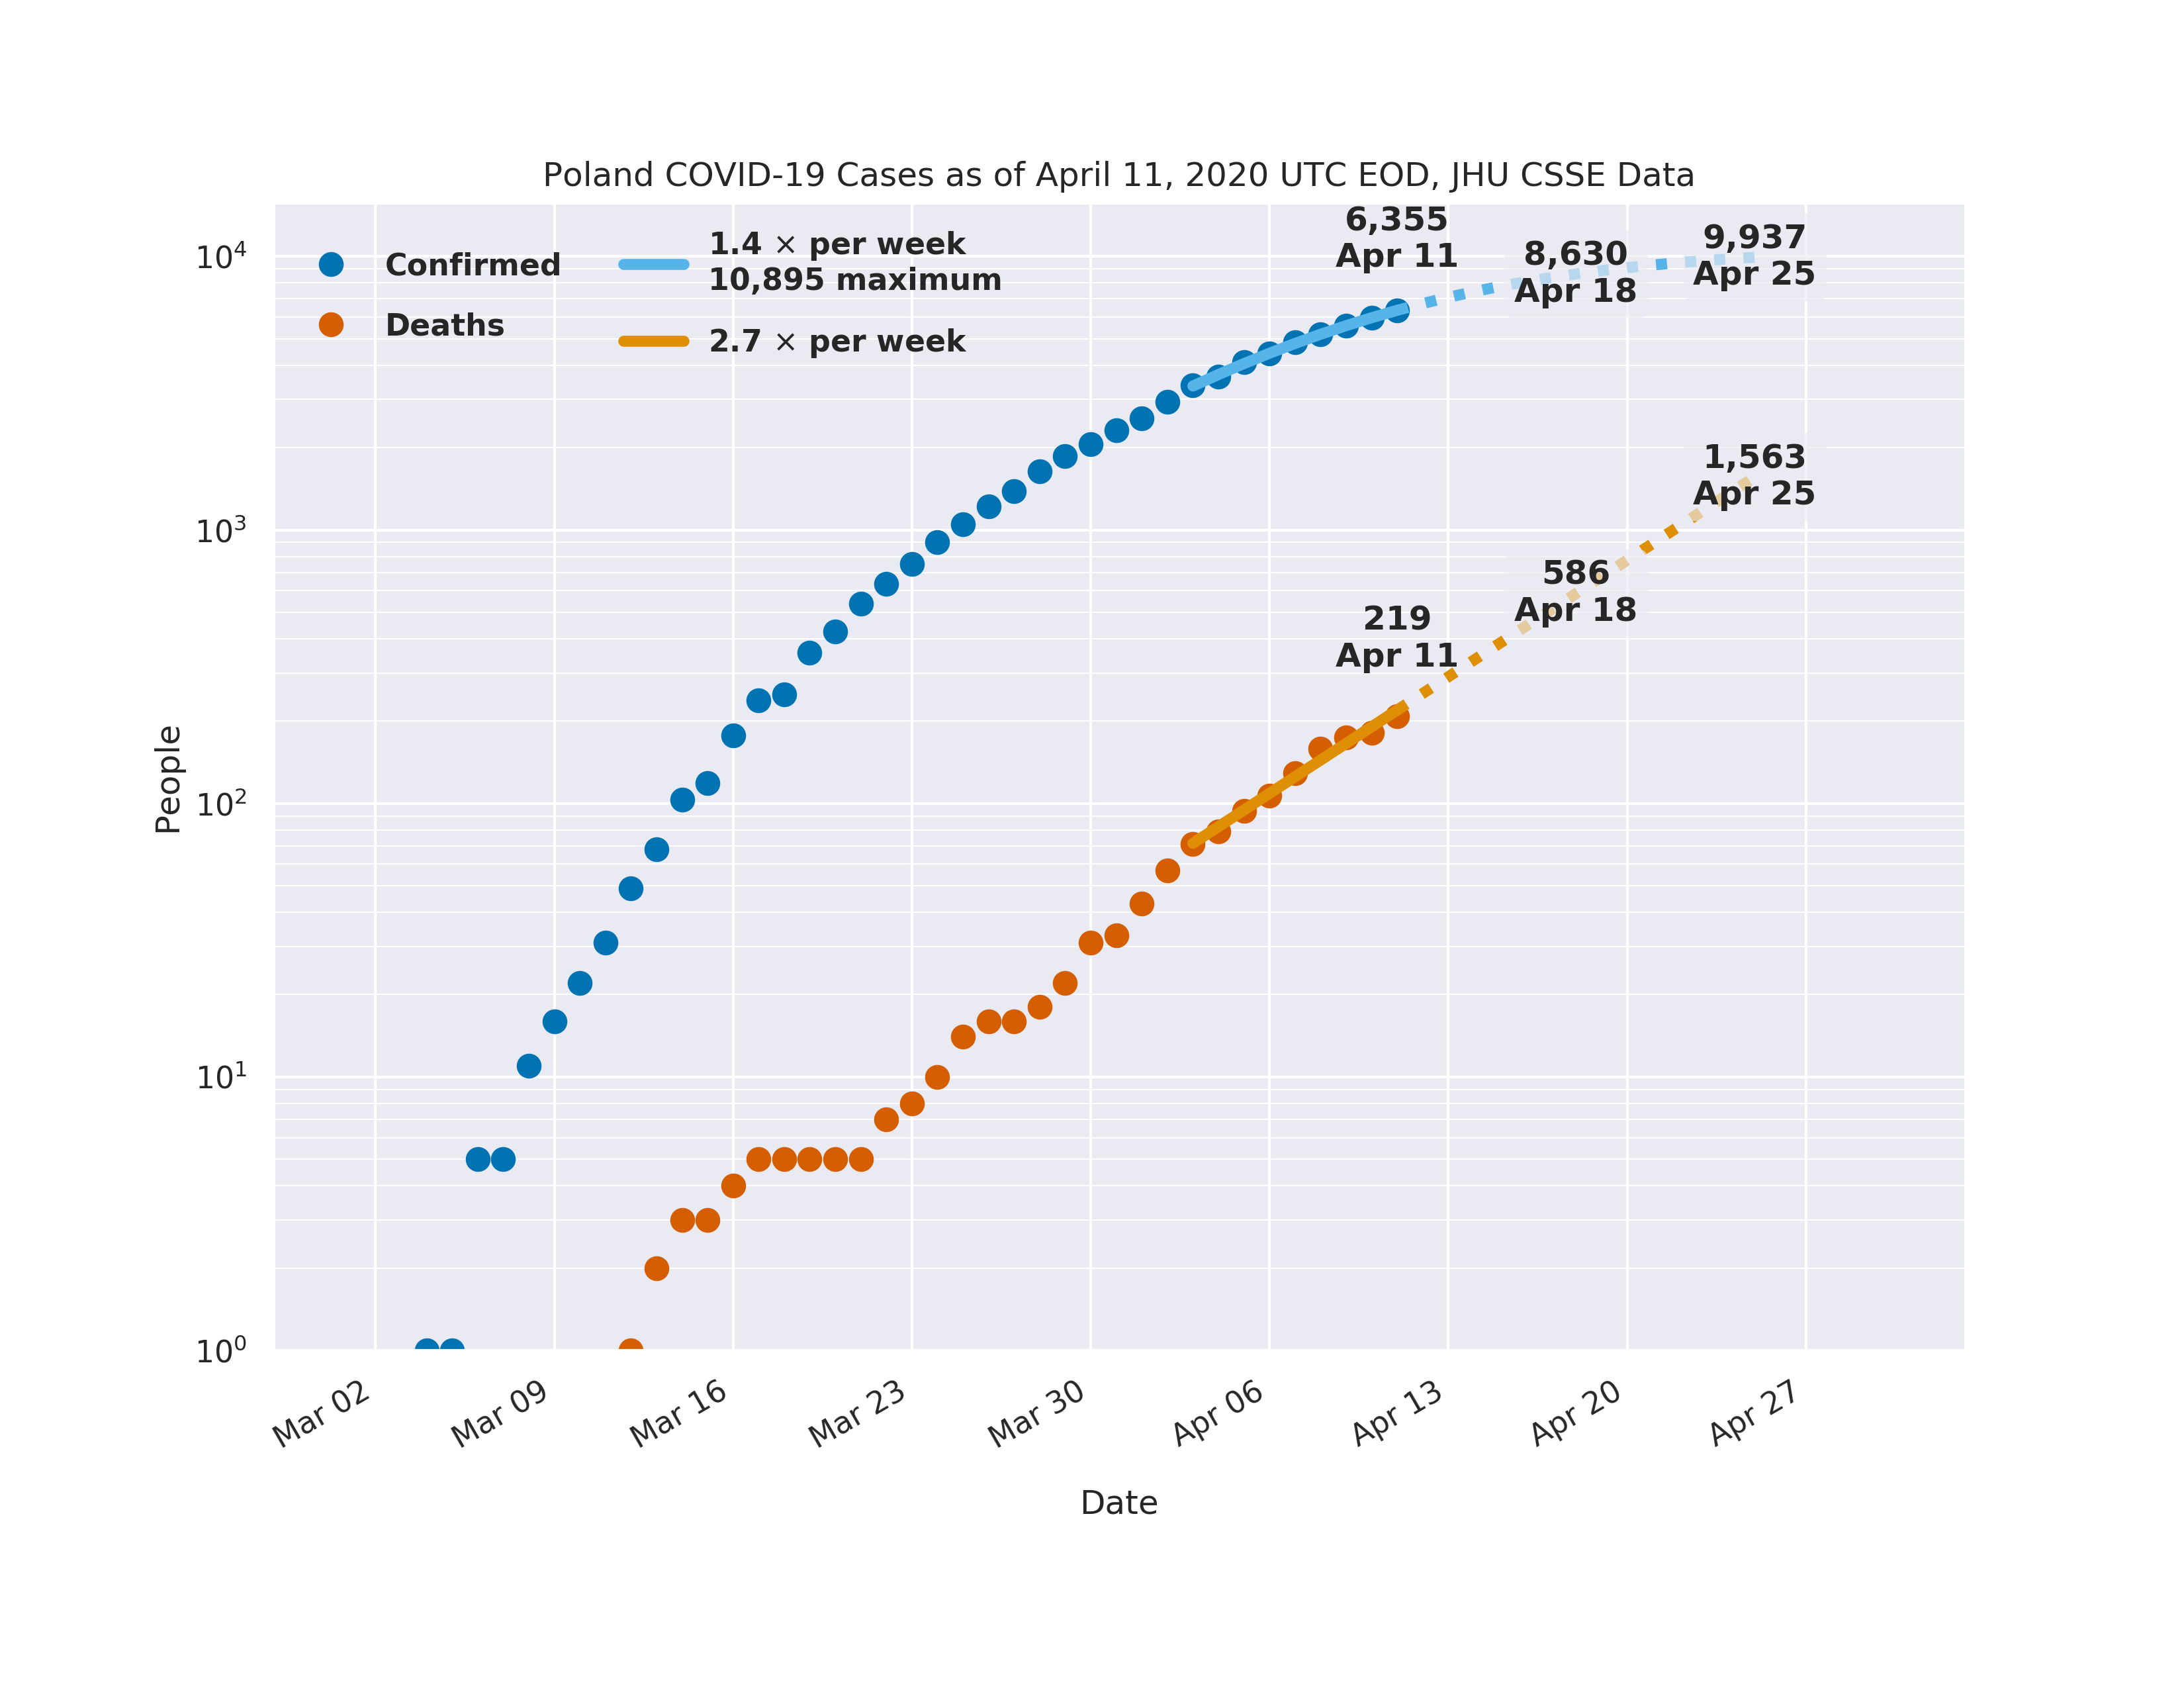 Poland COVID-19 Cases as of April 11, 2020 UTC EOD, JHU CSSE Data
Confirmed
Deaths
1.4 × per week
10,895 maximum
2.7 × per week
6,355
Apr 11
8,630
Apr 18
9,937
Apr 25
1,563
Apr 25
586
Apr 18
219
Apr 11
People
10⁴
10³
10²
10¹
10⁰
Mar 02
Mar 09
Mar 16
Mar 23
Mar 30
Apr 06
Apr 13
Apr 20
Apr 27
Date